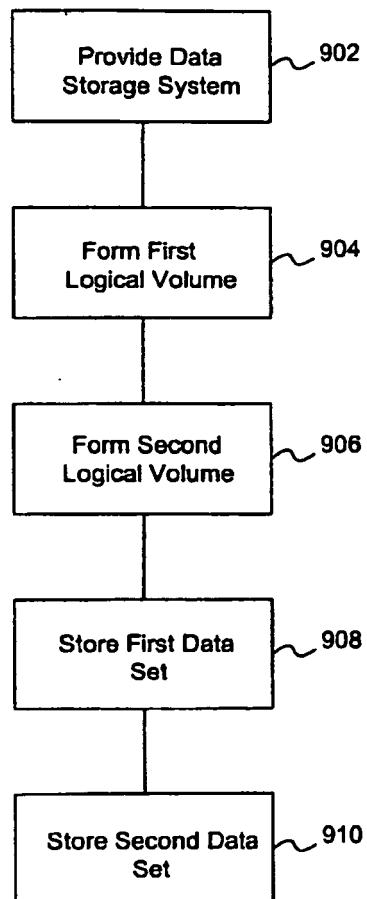 Provide Data
Storage System
902
Form First
Logical Volume
904
Form Second
Logical Volume
906
Store First Data
Set
908
Store Second Data
Set
910